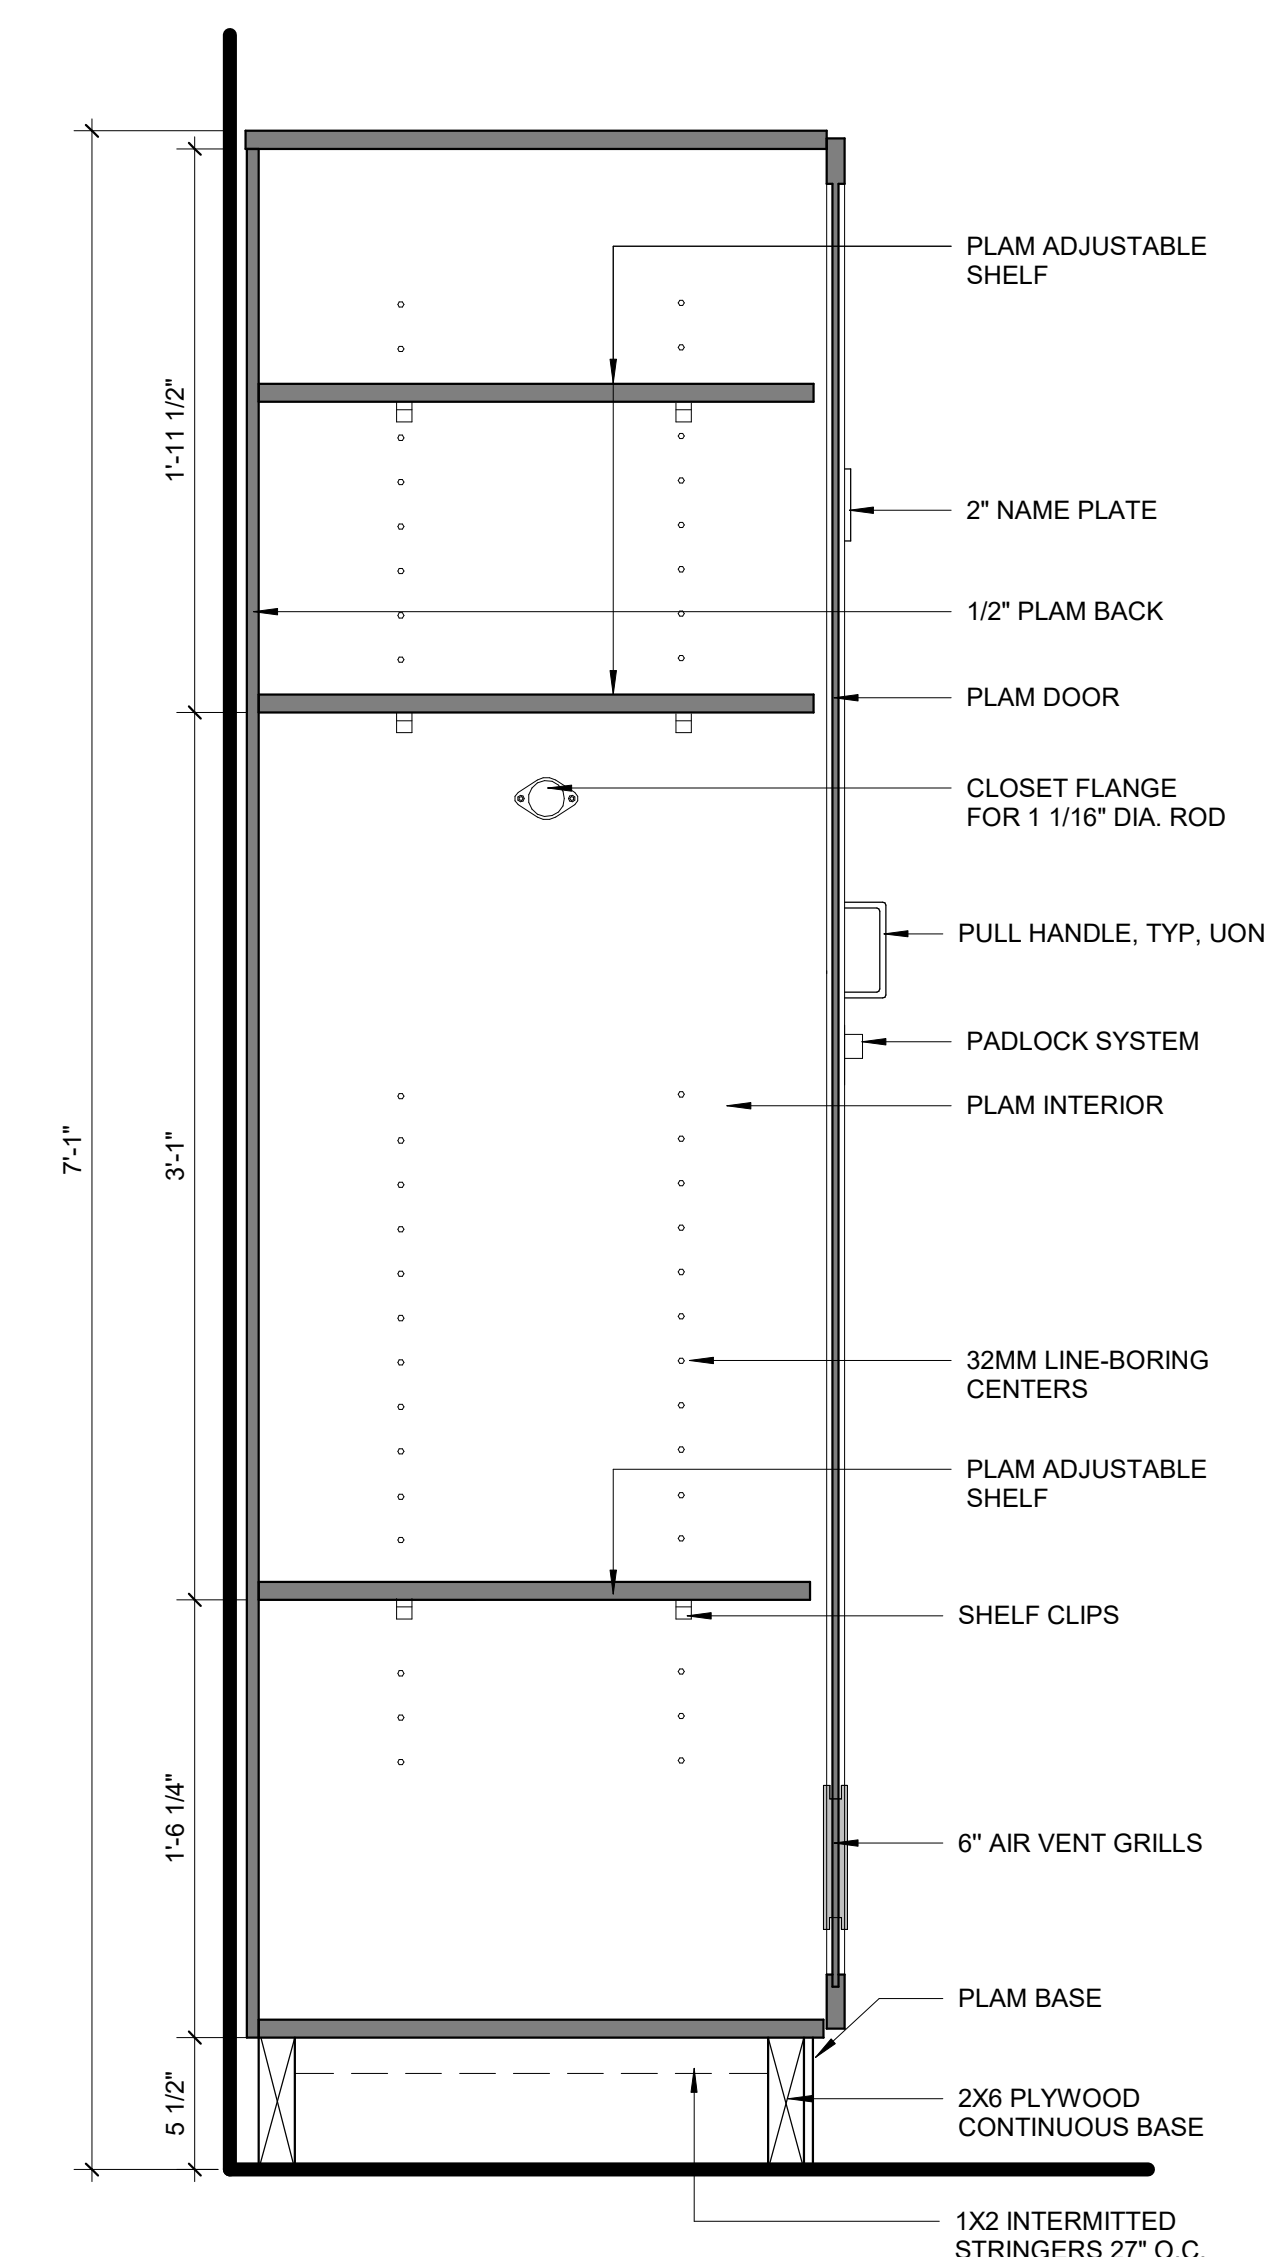 PLAM ADJUSTABLE
SHELF
1'-11 1/2"
2" NAME PLATE
1/2" PLAM BACK
PLAM DOOR
CLOSET FLANGE
FOR 1 1/16" DIA. ROD
PULL HANDLE, TYP, UON
PADLOCK SYSTEM
PLAM INTERIOR
7'-1"
3'-1"
32MM LINE-BORING
CENTERS
PLAM ADJUSTABLE
SHELF
SHELF CLIPS
1'-6 1/4"
6" AIR VENT GRILLS
PLAM BASE
5 1/2"
2X6 PLYWOOD
CONTINUOUS BASE
1X2 INTERMITTED
STRINGERS 27" O.C.